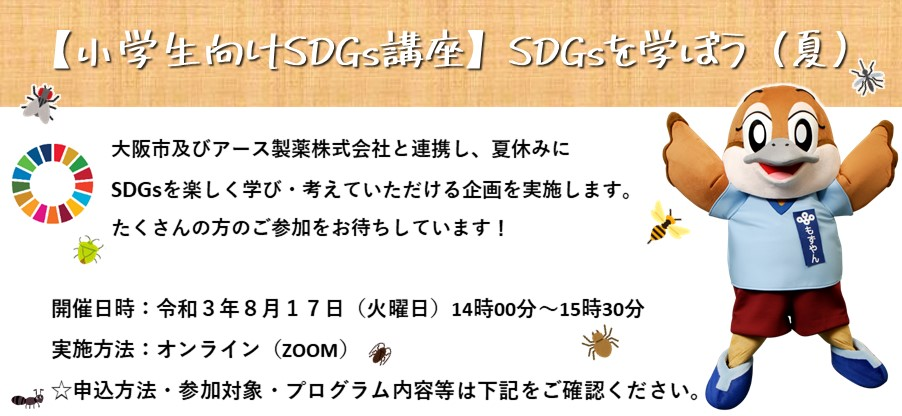 【小学生向けSDGs講座】SDGsを学ぼう（夏）
大阪市及びアース製薬株式会社と連携し、夏休みに
SDGsを楽しく学び・考えていただける企画を実施します。
たくさんの方のご参加をお待ちしています！
もずやん
開催日時：令和３年８月１７日（火曜日）14時00分～15時30分
実施方法：オンライン（ZOOM）
☆申込方法・参加対象・プログラム内容等は下記をご確認ください。